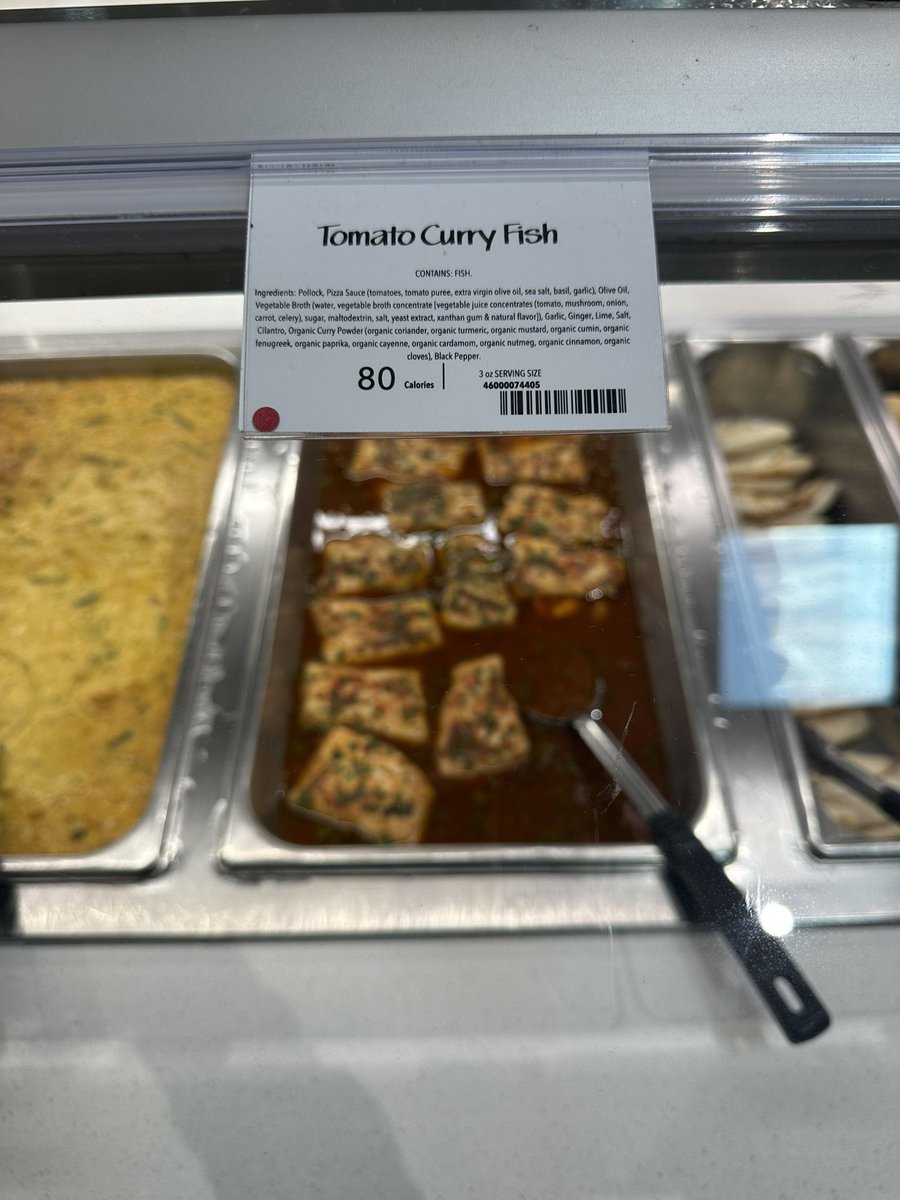 Tomato Curry Fish
CONTAINS: FISH.
Ingredients: Pollock, Pizza Sauce (tomatoes, tomato puree, extra virgin olive oil, sea salt, basil, garlic), Olive Oil,
Vegetable Broth (water, vegetable broth concentrate [vegetable juice concentrates (tomato, mushroom, onion,
carrot, celery), sugar, maltodextrin, salt, yeast extract, xanthan gum & natural flavor]), Garlic, Ginger, Lime, Salt,
Cilantro, Organic Curry Powder (organic coriander, organic turmeric, organic mustard, organic cumin, organic
fenugreek, organic paprika, organic cayenne, organic cardamom, organic nutmeg, organic cinnamon, organic
cloves), Black Pepper.
80 Calories
3 oz SERVING SIZE
46000074405